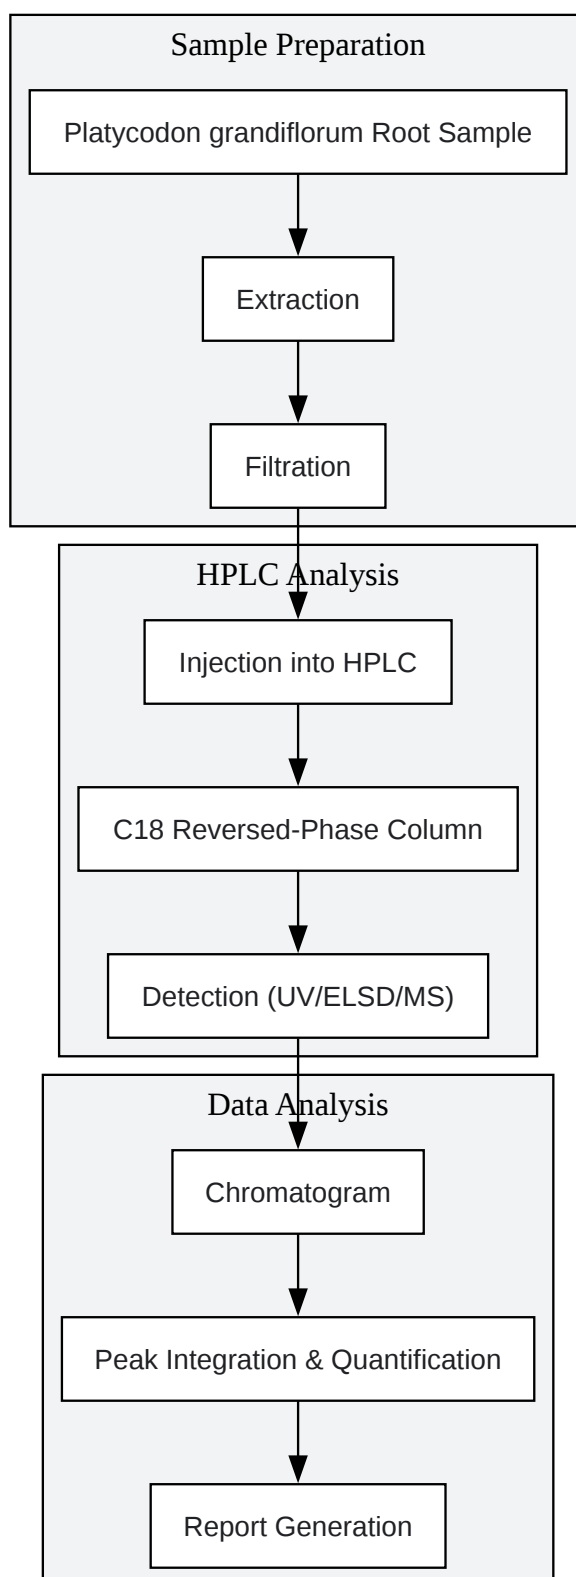 Sample Preparation
Platycodon grandiflorum Root Sample
Extraction
Filtration
HPLC Analysis
Injection into HPLC
C18 Reversed-Phase Column
Detection (UV/ELSD/MS)
Data Analysis
Chromatogram
Peak Integration & Quantification
Report Generation